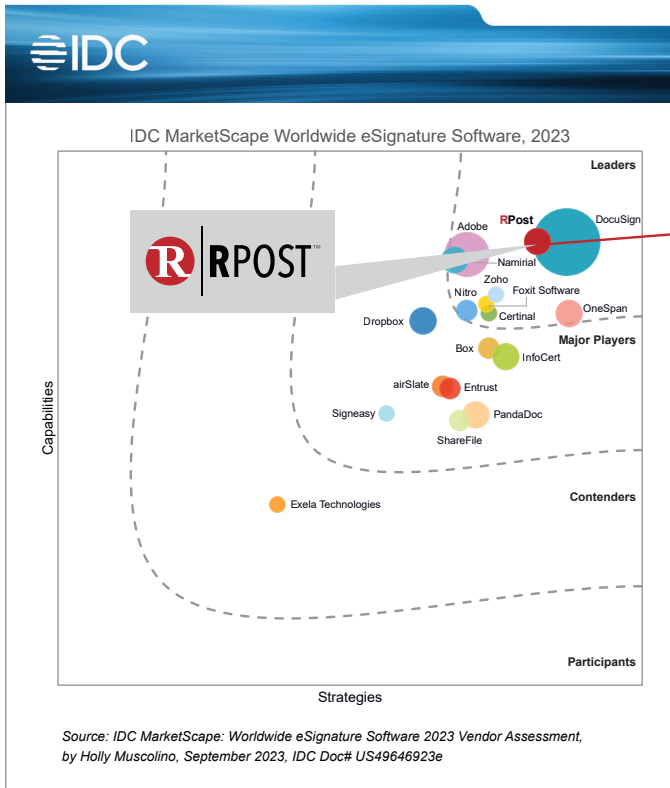 IDC
IDC MarketScape Worldwide eSignature Software, 2023
Leaders
RPost
DocuSign
Adobe
R RPOST™
Namirial
Zoho
Foxit Software
Nitro
OneSpan
Certinal
Dropbox
Major Players
Box
InfoCert
airSlate
Entrust
Signeasy
PandaDoc
ShareFile
Capabilities
Contenders
Exela Technologies
Participants
Strategies
Source: IDC MarketScape: Worldwide eSignature Software 2023 Vendor Assessment,
by Holly Muscolino, September 2023, IDC Doc# US49646923e